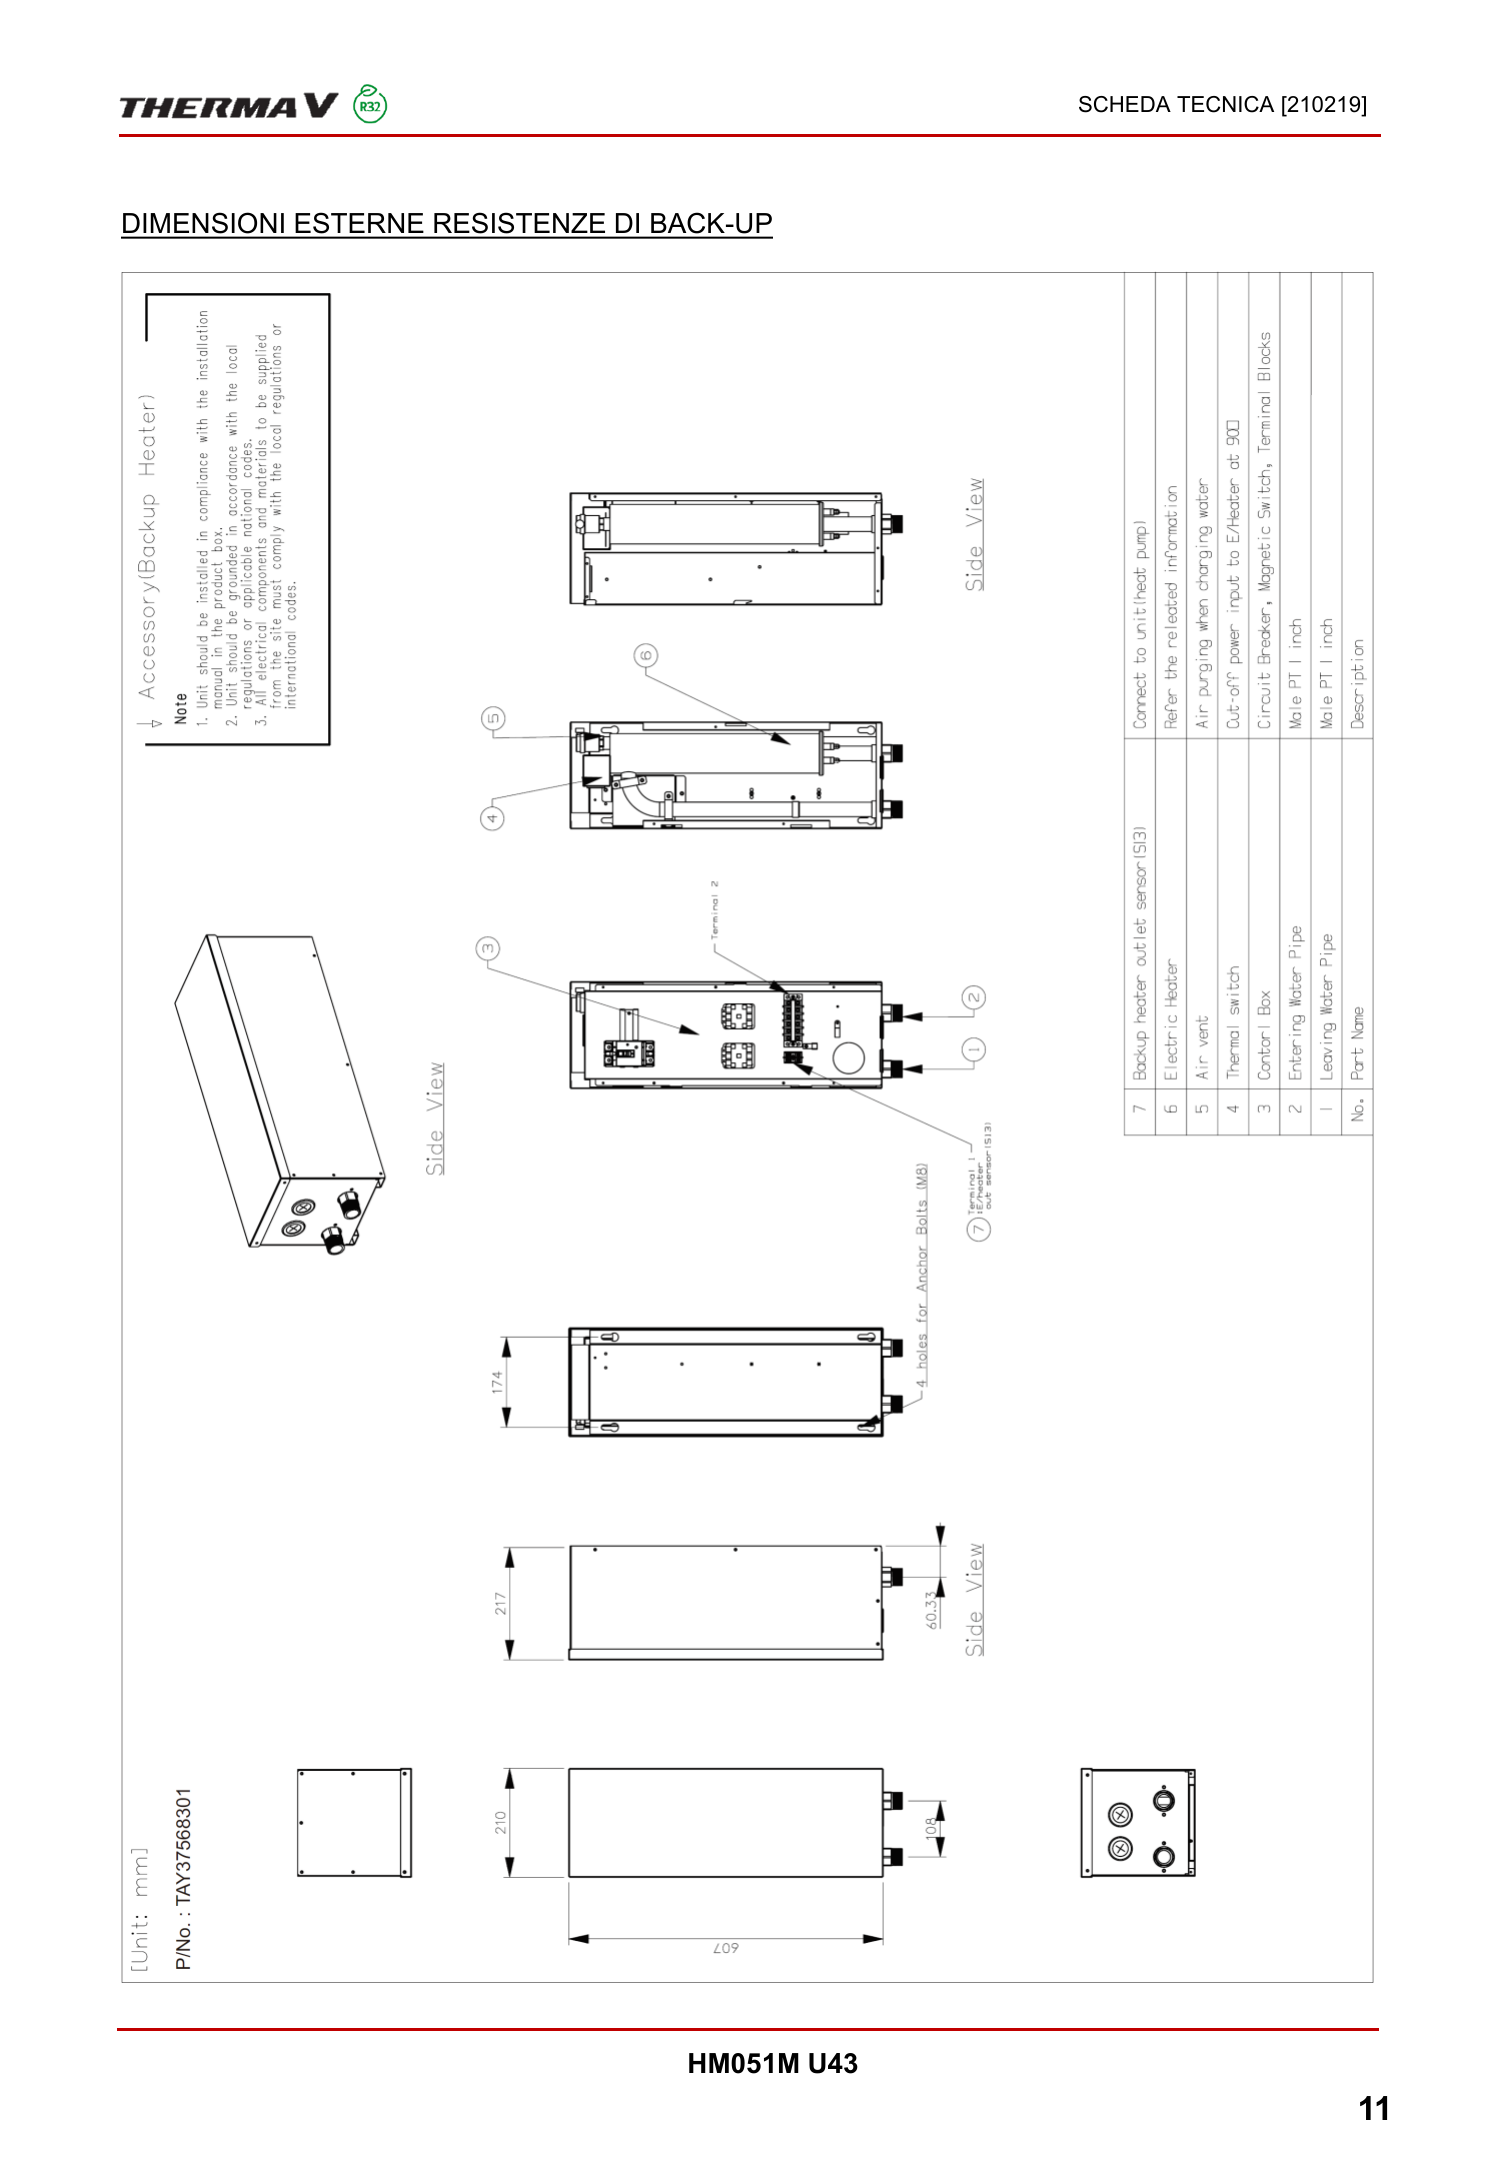 THERMA V R32
SCHEDA TECNICA [210219]
DIMENSIONI ESTERNE RESISTENZE DI BACK-UP
[Unit: mm]
P/No. : TAY37568301
Accessory(Backup Heater)
Note
1. Unit should be installed in compliance with the installation
manual in the product box.
2. Unit should be grounded in accordance with the local
regulations or applicable national codes.
3. All electrical components and materials to be supplied
from the site must comply with the local regulations or
international codes.
Side View
Side View
Side View
210
607
108
217
60.33
174
4 holes for Anchor Bolts (M8)
3
Terminal 2
2
1
7
Terminal 1
:E/heater
out sensor(S13)
4
5
6
7 Backup heater outlet sensor(S13) Connect to unit(heat pump)
6 Electric Heater Refer the releated information
5 Air vent Air purging when charging water
4 Thermal switch Cut-off power input to E/Heater at 90□
3 Contorl Box Circuit Breaker, Magnetic Switch, Terminal Blocks
2 Entering Water Pipe Male PT 1 inch
1 Leaving Water Pipe Male PT 1 inch
No. Part Name Description
HM051M U43
11